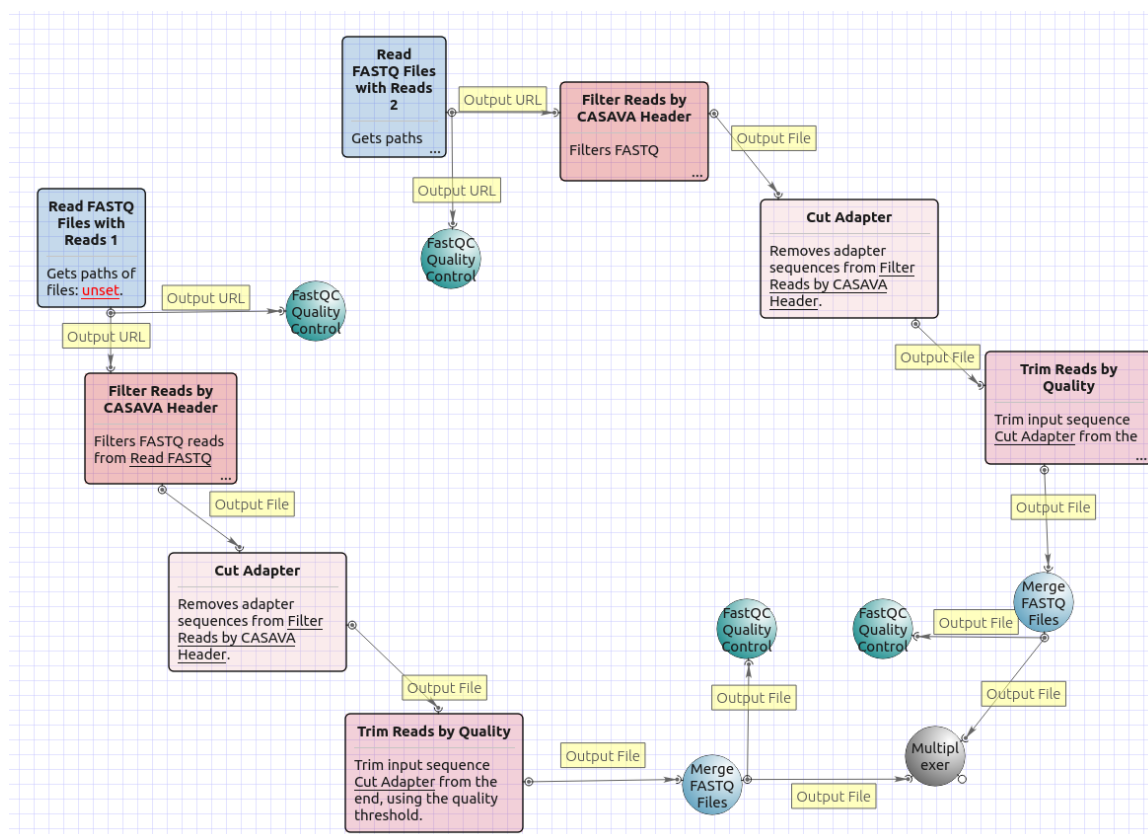 Read
FASTQ Files
with Reads
2
Gets paths
...
Output URL
Filter Reads by
CASAVA Header
Filters FASTQ
...
Output File
Output URL
FastQC
Quality
Control
Cut Adapter
Removes adapter
sequences from Filter
Reads by CASAVA
Header.
Read FASTQ
Files with
Reads 1
Gets paths of
files: unset.
Output URL
FastQC
Quality
Control
Output URL
Output File
Trim Reads by
Quality
Trim input sequence
Cut Adapter from the
...
Filter Reads by
CASAVA Header
Filters FASTQ reads
from Read FASTQ
...
Output File
Output File
Cut Adapter
Removes adapter
sequences from Filter
Reads by CASAVA
Header.
Merge
FASTQ
Files
FastQC
Quality
Control
FastQC
Quality
Control
Output File
Output File
Output File
Output File
Trim Reads by Quality
Trim input sequence
Cut Adapter from the
end, using the quality
threshold.
Output File
Merge
FASTQ
Files
Output File
Multipl
exer